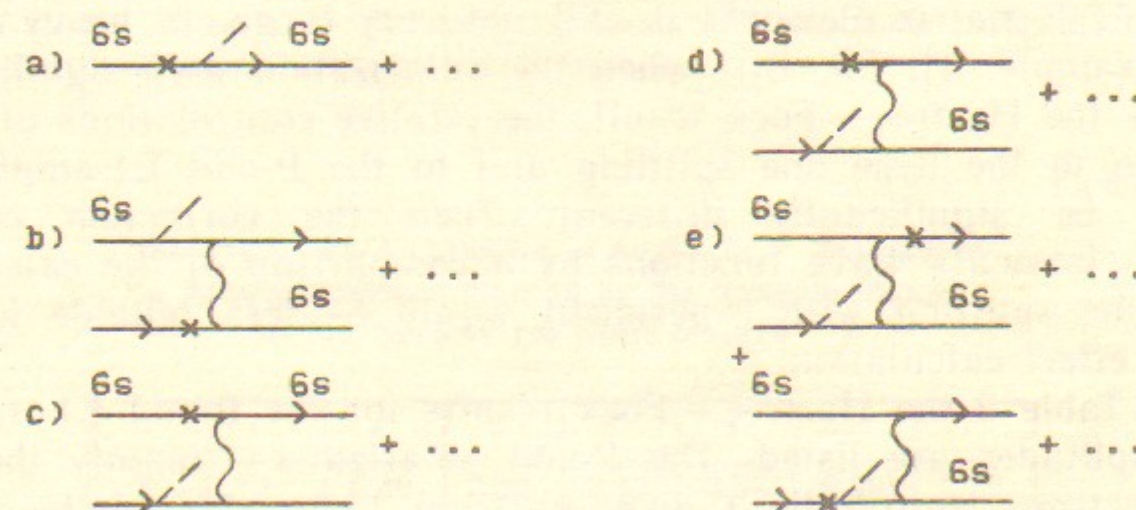 a) 6s 6s + ...
b) 6s 6s + ...
c) 6s 6s + ..
d) 6s 6s + ...
e) 6s 6s + ...
+
6s 6s + ...